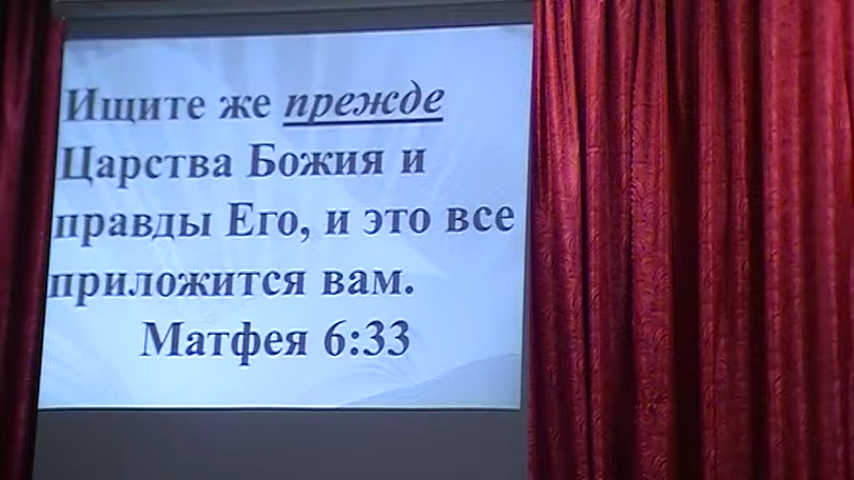 Ищите же прежде
Царства Божия и
правды Его, и это все
приложится вам.
Матфея 6:33